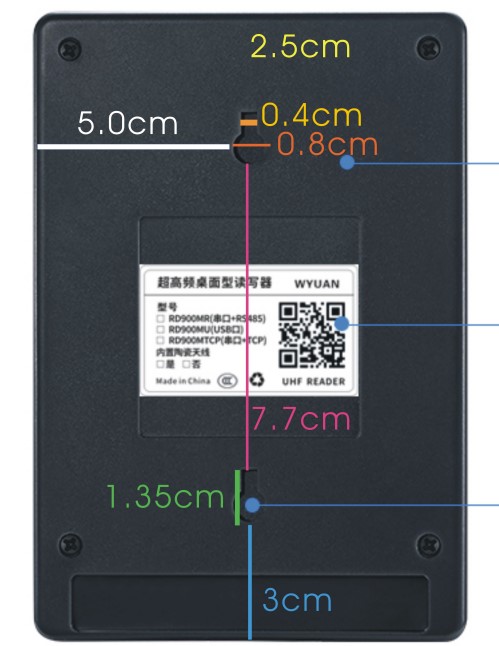 2.5cm
0.4cm
5.0cm
0.8cm
超高频桌面型读写器 WYUAN
型号
□ RD900MR(串口+RS485)
□ RD900MU(USB口)
□ RD900MTCP(串口+TCP)
内置陶瓷天线
□是 □否
Made in China CCC UHF READER
7.7cm
1.35cm
3cm